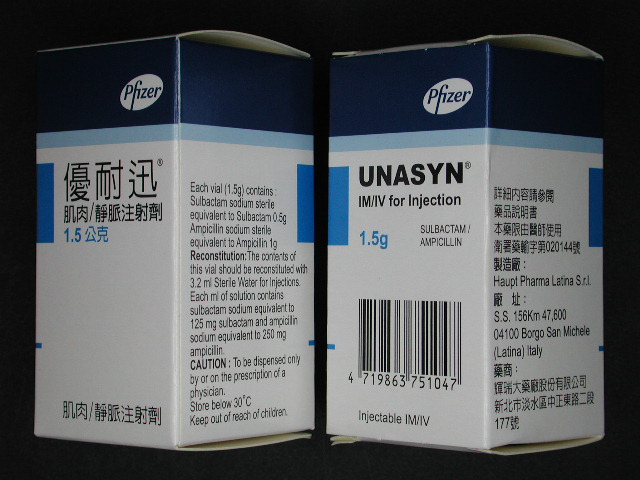 Pfizer
優耐迅®
肌肉/靜脈注射劑
1.5公克
肌肉/靜脈注射劑
Each vial (1.5g) contains :
Sulbactam sodium sterile
equivalent to Sulbactam 0.5g
Ampicillin sodium sterile
equivalent to Ampicillin 1g
Reconstitution:The contents of
this vial should be reconstituted with
3.2 ml Sterile Water for Injections.
Each ml of solution contains
sulbactam sodium equivalent to
125 mg sulbactam and ampicillin
sodium equivalent to 250 mg
ampicillin.
CAUTION : To be dispensed only
by or on the prescription of a
physician.
Store below 30°C
Keep out of reach of children.
Pfizer
UNASYN®
IM/IV for Injection
1.5g
SULBACTAM /
AMPICILLIN
4 719863 751047
Injectable IM/IV
詳細內容請參閱
藥品說明書
本藥限由醫師使用
衛署藥輸字第020144號
製造廠：
Haupt Pharma Latina S.r.l.
廠 址：
S.S. 156Km 47,600
04100 Borgo San Michele
(Latina) Italy
藥商：
輝瑞大藥廠股份有限公司
新北市淡水區中正東路二段
177號